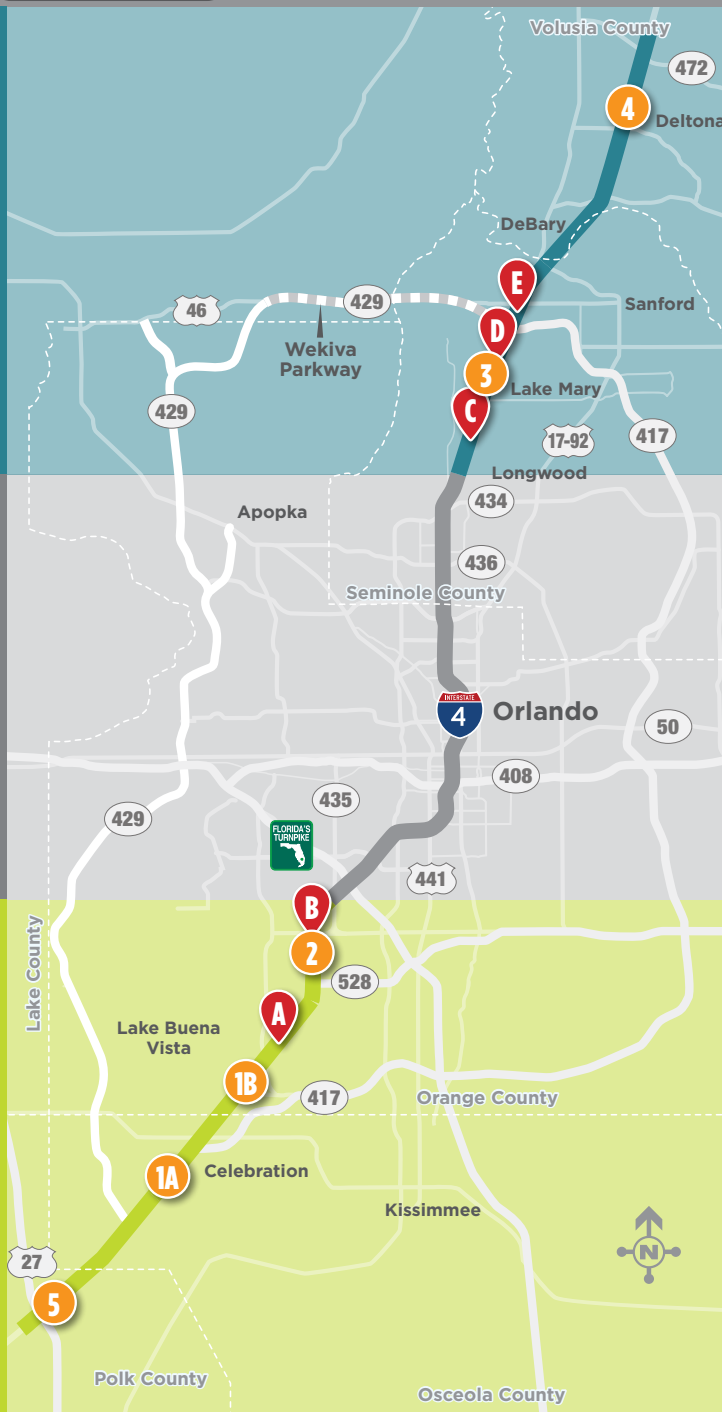 Volusia County
472
4
Deltona
DeBary
E
Sanford
46
429
D
Wekiva
Parkway
3
Lake Mary
C
429
17-92
417
Longwood
434
Apopka
436
Seminole County
INTERSTATE
4
Orlando
50
408
435
429
FLORIDA'S
TURNPIKE
441
B
Lake County
2
528
A
Lake Buena
Vista
1B
417
Orange County
1A
Celebration
Kissimmee
N
27
5
Polk County
Osceola County